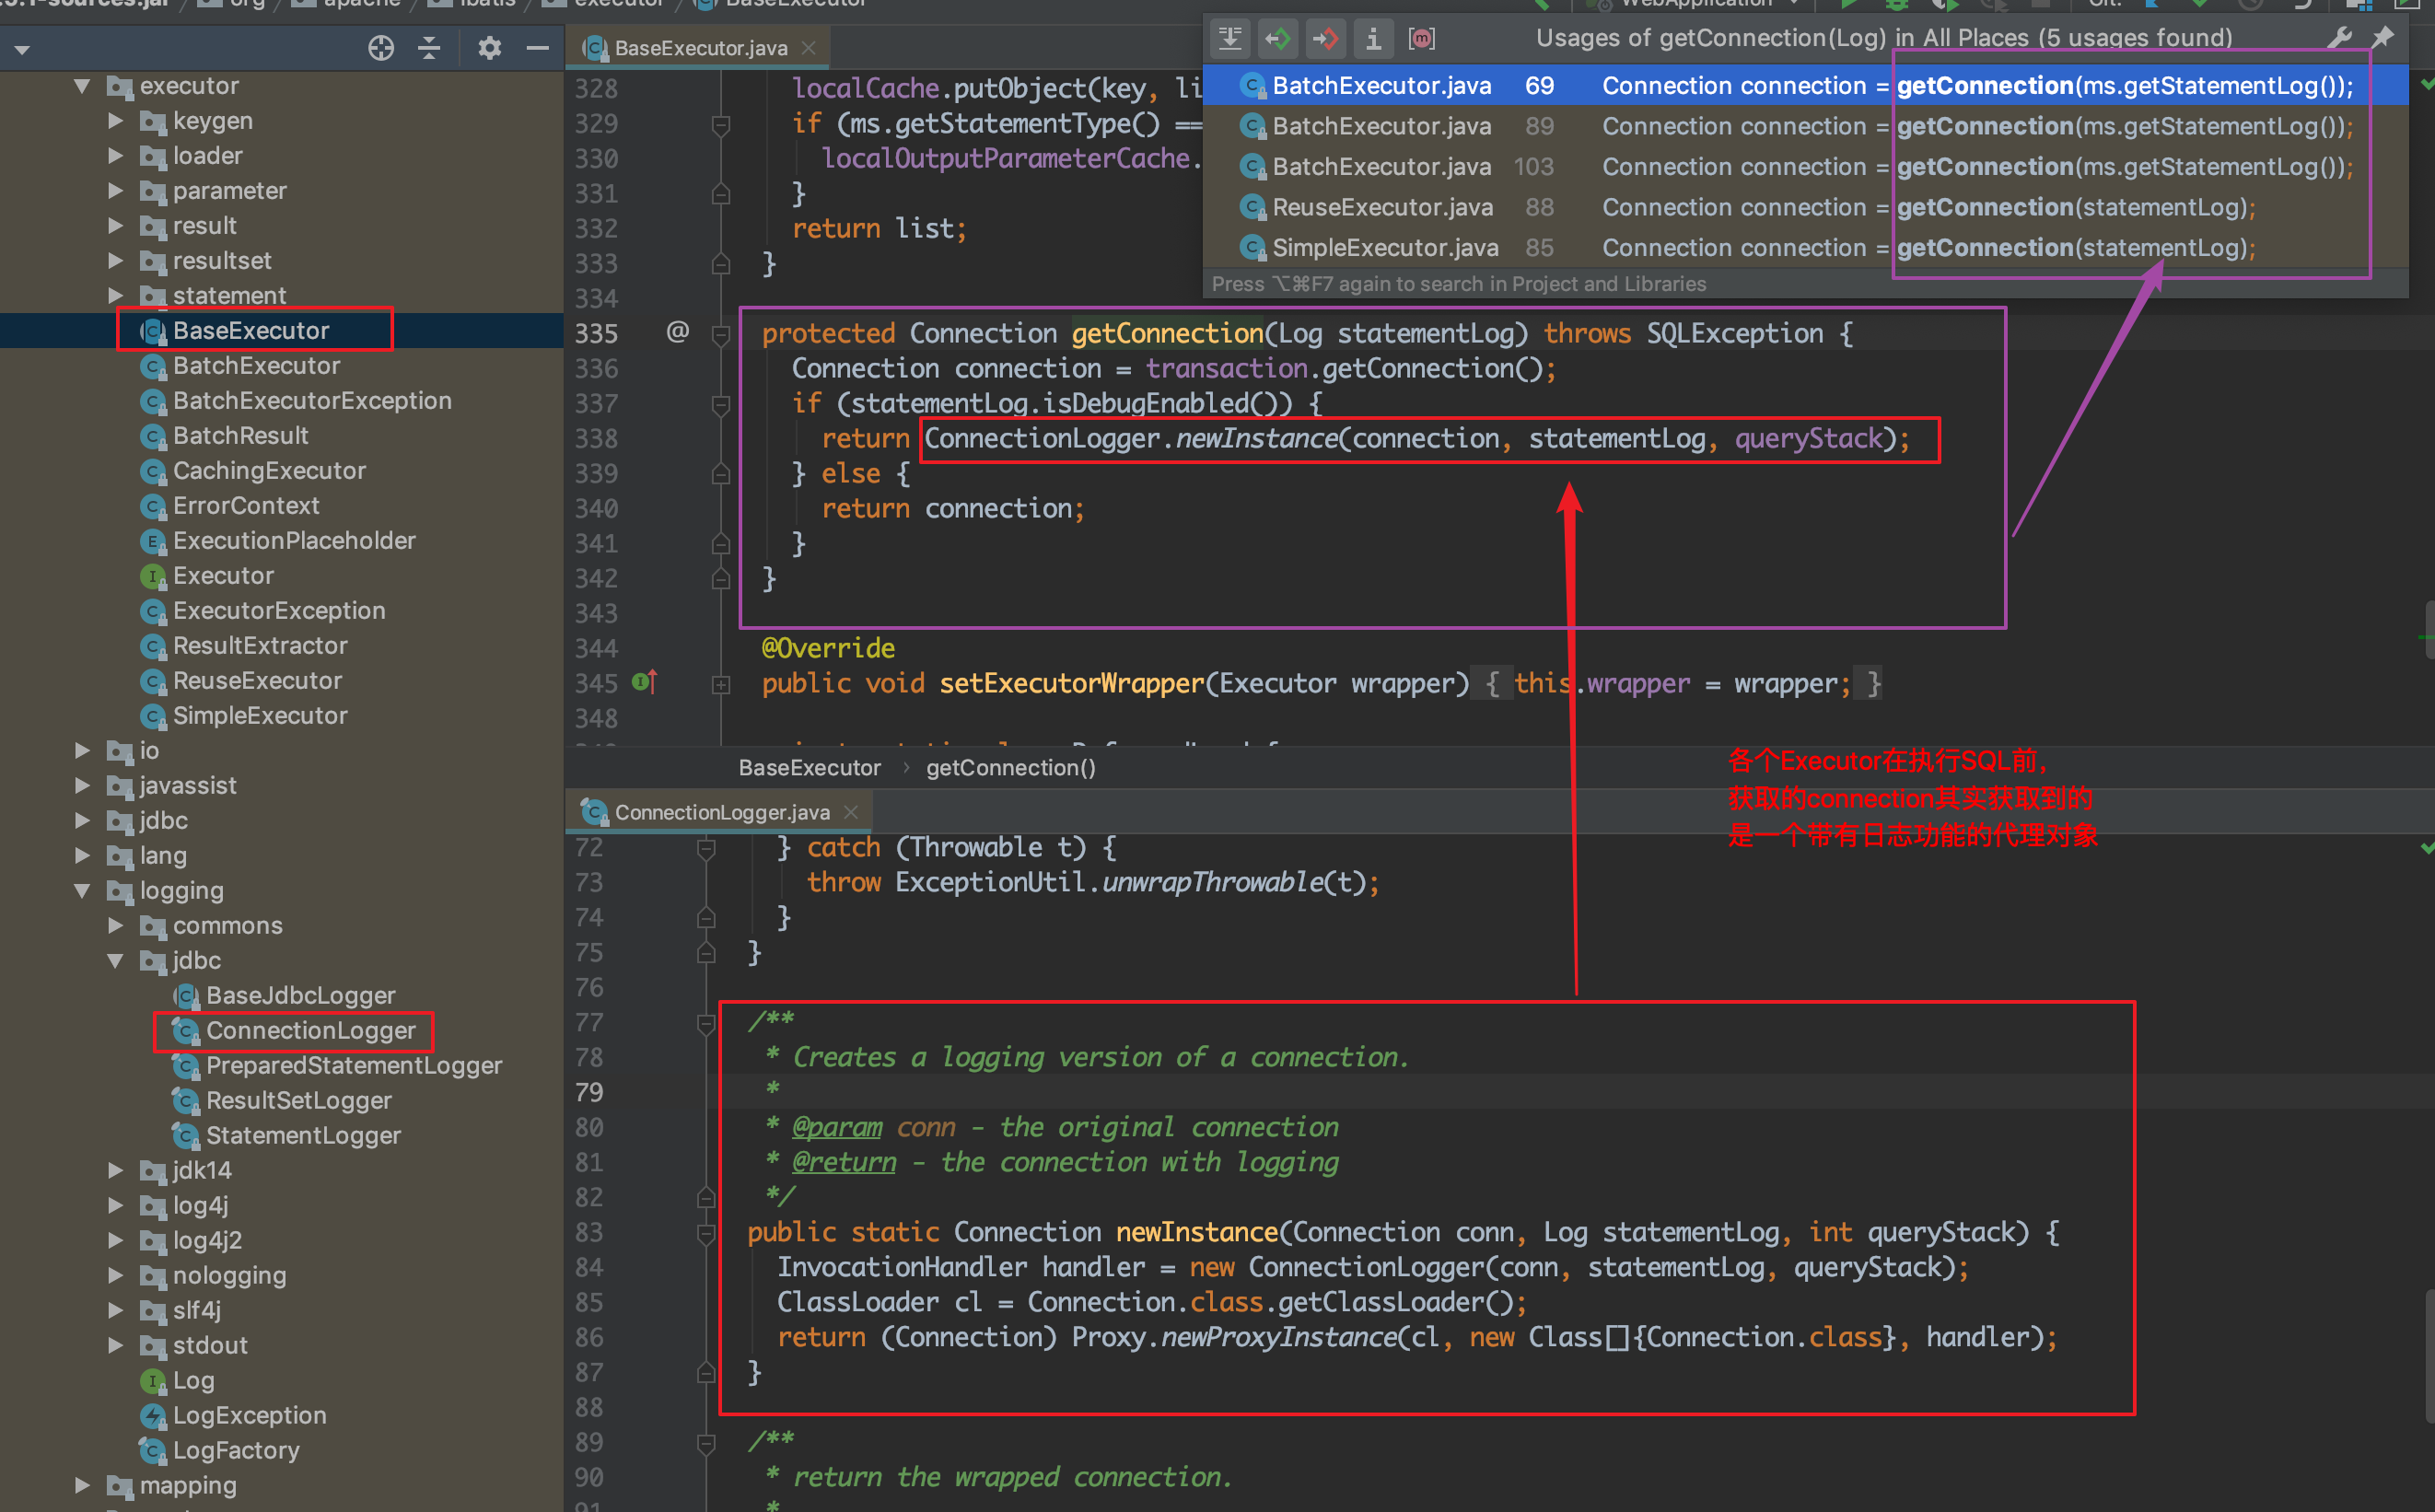 .5.1-sources.jar / org / apache / ibatis / executor / BaseExecutor
WebApplication
Git:
executor
keygen
loader
parameter
result
resultset
statement
BaseExecutor
BatchExecutor
BatchExecutorException
BatchResult
CachingExecutor
ErrorContext
ExecutionPlaceholder
Executor
ExecutorException
ResultExtractor
ReuseExecutor
SimpleExecutor
io
javassist
jdbc
lang
logging
commons
jdbc
BaseJdbcLogger
ConnectionLogger
PreparedStatementLogger
ResultSetLogger
StatementLogger
jdk14
log4j
log4j2
nologging
slf4j
stdout
Log
LogException
LogFactory
mapping
BaseExecutor.java
328 localCache.putObject(key, li
329 if (ms.getStatementType() ==
330 localOutputParameterCache.
331 }
332 return list;
333 }
334
335 @ protected Connection getConnection(Log statementLog) throws SQLException {
336 Connection connection = transaction.getConnection();
337 if (statementLog.isDebugEnabled()) {
338 return ConnectionLogger.newInstance(connection, statementLog, queryStack);
339 } else {
340 return connection;
341 }
342 }
343
344 @Override
345 public void setExecutorWrapper(Executor wrapper) { this.wrapper = wrapper; }
348
BaseExecutor › getConnection()
Usages of getConnection(Log) in All Places (5 usages found)
BatchExecutor.java 69 Connection connection = getConnection(ms.getStatementLog());
BatchExecutor.java 89 Connection connection = getConnection(ms.getStatementLog());
BatchExecutor.java 103 Connection connection = getConnection(ms.getStatementLog());
ReuseExecutor.java 88 Connection connection = getConnection(statementLog);
SimpleExecutor.java 85 Connection connection = getConnection(statementLog);
Press ⌥⌘F7 again to search in Project and Libraries
各个Executor在执行SQL前，
获取的connection其实获取到的
是一个带有日志功能的代理对象
ConnectionLogger.java
72 } catch (Throwable t) {
73 throw ExceptionUtil.unwrapThrowable(t);
74 }
75 }
76
77 /**
78 * Creates a logging version of a connection.
79 *
80 * @param conn - the original connection
81 * @return - the connection with logging
82 */
83 public static Connection newInstance(Connection conn, Log statementLog, int queryStack) {
84 InvocationHandler handler = new ConnectionLogger(conn, statementLog, queryStack);
85 ClassLoader cl = Connection.class.getClassLoader();
86 return (Connection) Proxy.newProxyInstance(cl, new Class[]{Connection.class}, handler);
87 }
88
89 /**
90 * return the wrapped connection.
91 *